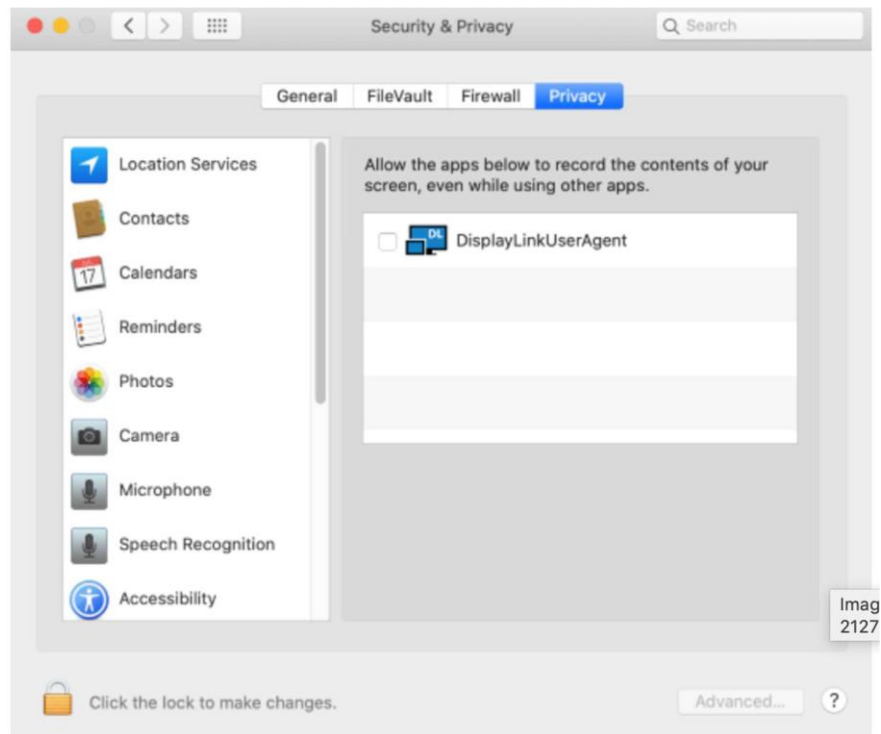 Security & Privacy
Search
General FileVault Firewall Privacy
Location Services
Contacts
17
Calendars
Reminders
Photos
Camera
Microphone
Speech Recognition
Accessibility
Allow the apps below to record the contents of your
screen, even while using other apps.
DL
DisplayLinkUserAgent
Imag
2127
Click the lock to make changes.
Advanced...
?